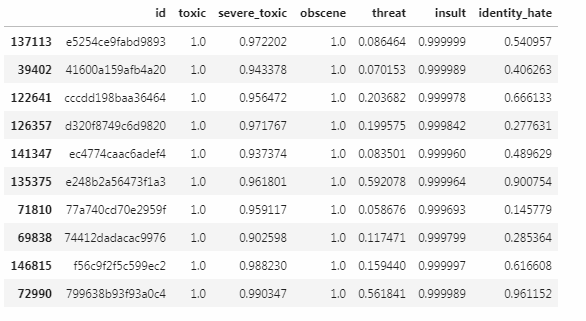 id toxic severe_toxic obscene threat insult identity_hate
137113 e5254ce9fabd9893 1.0 0.972202 1.0 0.086464 0.999999 0.540957
39402 41600a159afb4a20 1.0 0.943378 1.0 0.070153 0.999989 0.406263
122641 cccdd198baa36464 1.0 0.956472 1.0 0.203682 0.999978 0.666133
126357 d320f8749c6d9820 1.0 0.971767 1.0 0.199575 0.999842 0.277631
141347 ec4774caac6adef4 1.0 0.937374 1.0 0.083501 0.999960 0.489629
135375 e248b2a56473f1a3 1.0 0.961801 1.0 0.592078 0.999964 0.900754
71810 77a740cd70e2959f 1.0 0.959117 1.0 0.058676 0.999693 0.145779
69838 74412dadacac9976 1.0 0.902598 1.0 0.117471 0.999799 0.285364
146815 f56c9f2f5c599ec2 1.0 0.988230 1.0 0.159440 0.999997 0.616608
72990 799638b93f93a0c4 1.0 0.990347 1.0 0.561841 0.999989 0.961152